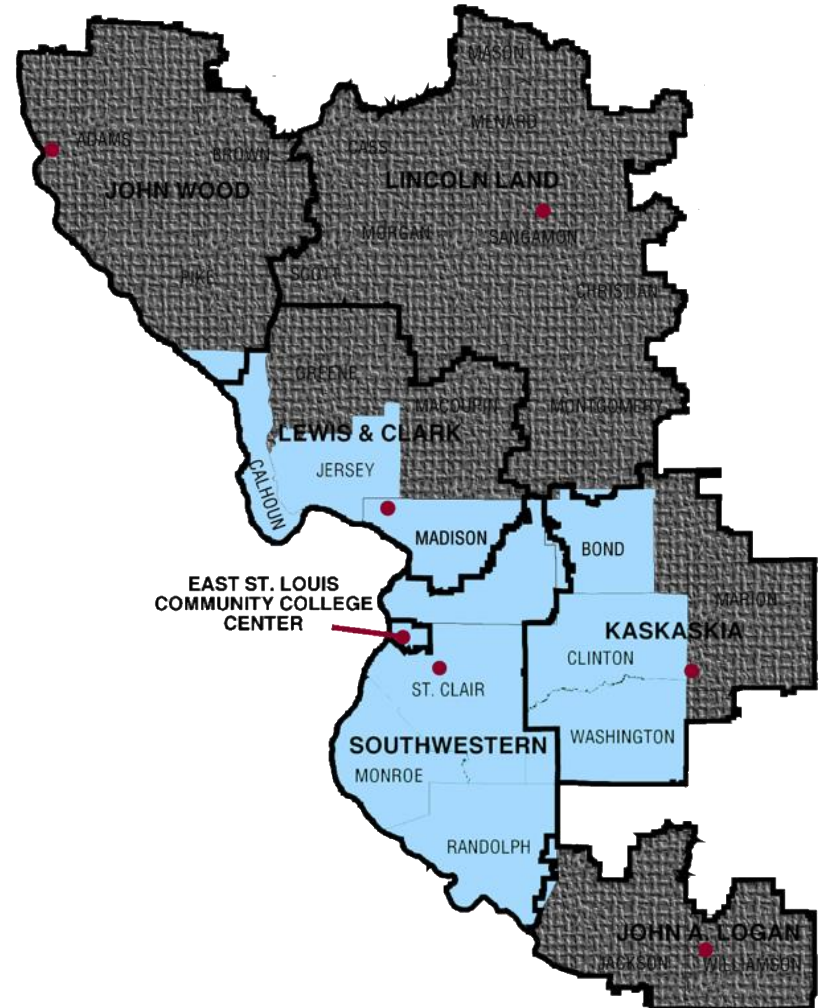 MASON
MENARD
ADAMS
CASS
BROWN
LINCOLN LAND
JOHN WOOD
MORGAN
SANGAMON
SCOTT
PIKE
CHRISTIAN
GREENE
MACOUPIN
MONTGOMERY
LEWIS & CLARK
JERSEY
CALHOUN
MADISON
BOND
EAST ST. LOUIS
COMMUNITY COLLEGE
CENTER
MARION
KASKASKIA
CLINTON
ST. CLAIR
WASHINGTON
SOUTHWESTERN
MONROE
RANDOLPH
JOHN A. LOGAN
JACKSON
WILLIAMSON